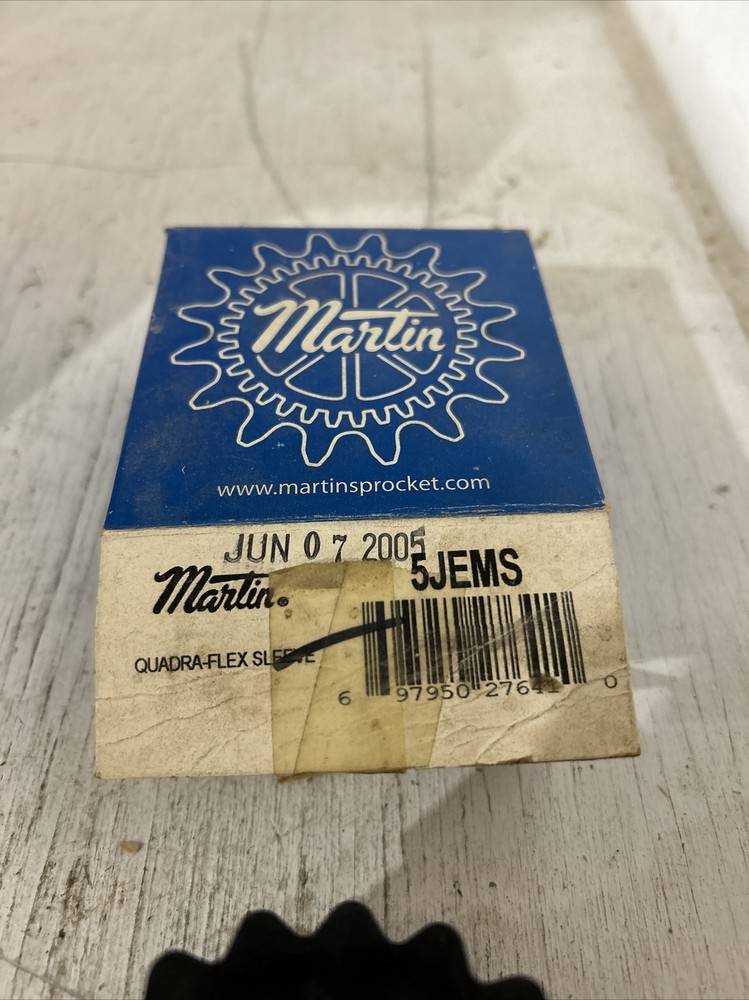 Martin
www.martinsprocket.com
JUN 07 2005
5JEMS
Martin®
QUADRA-FLEX SLEEVE
6 97950 27641 0